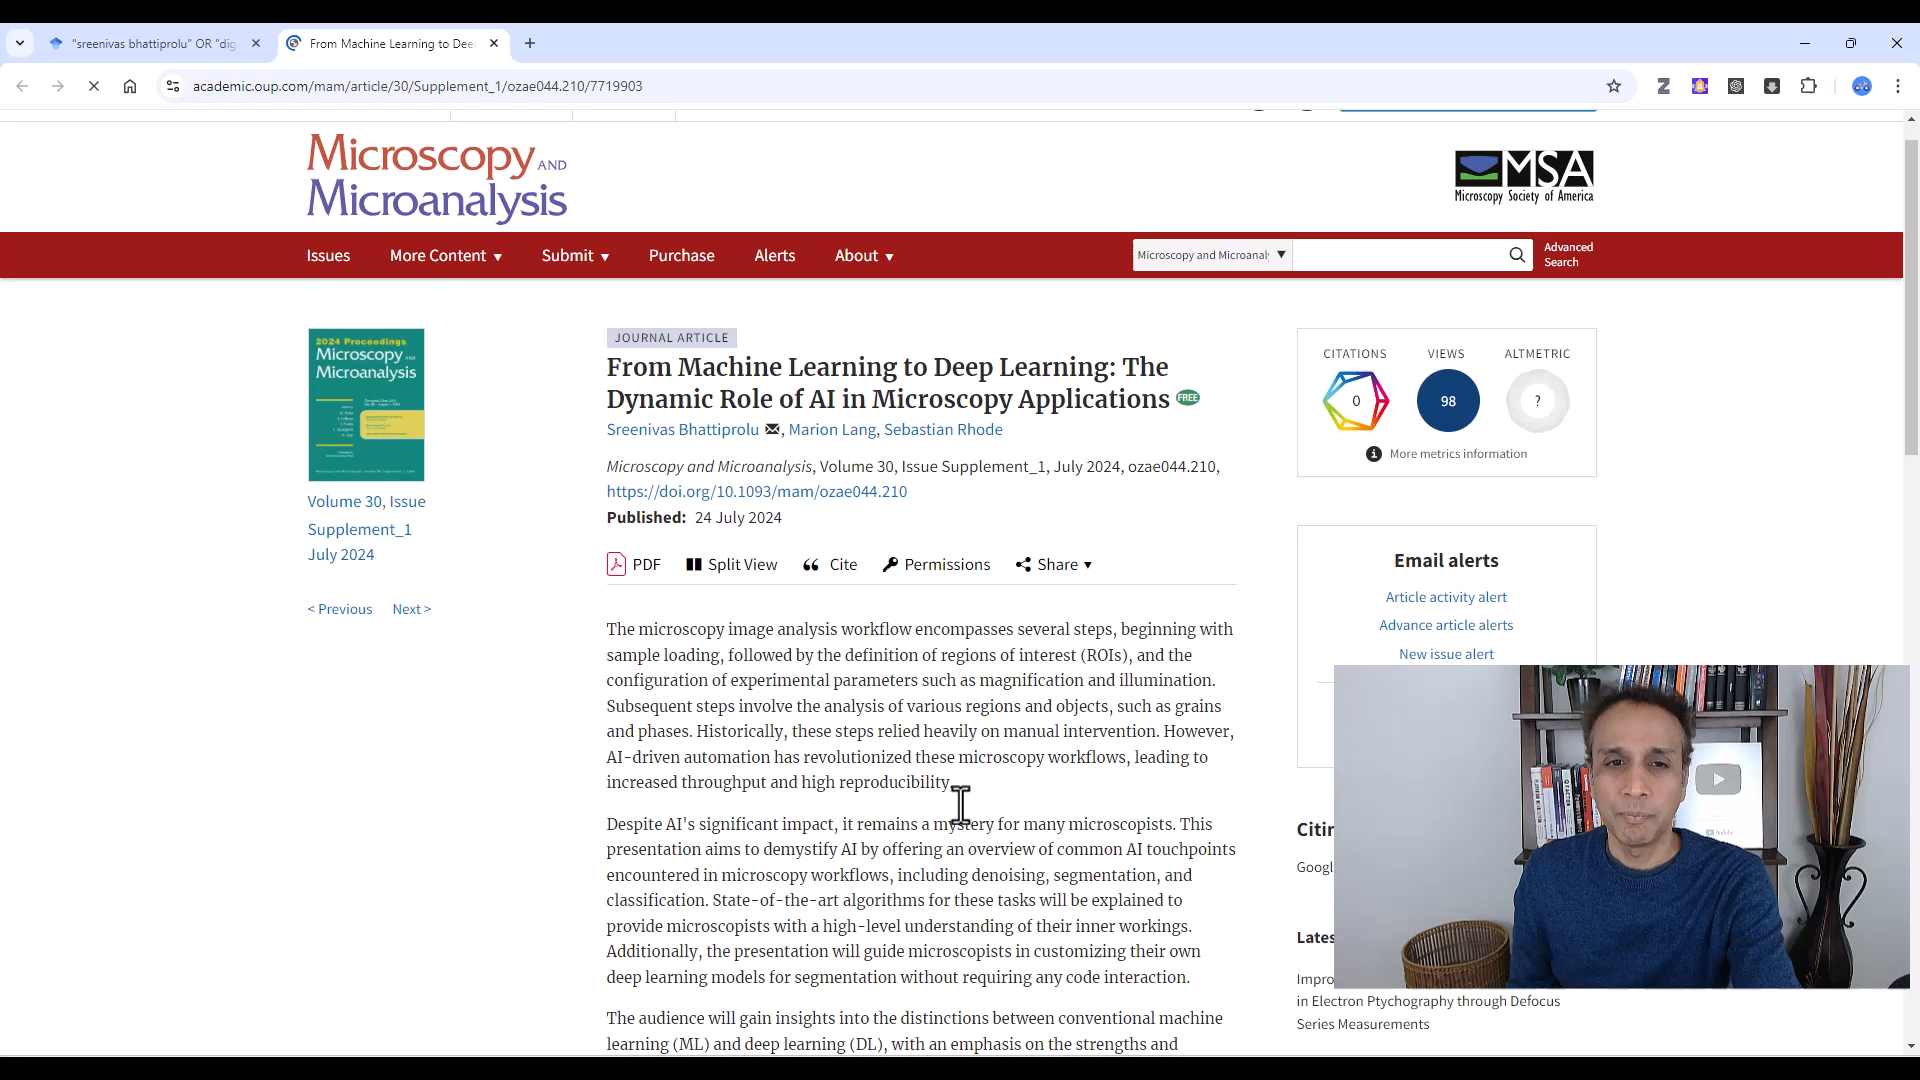 "sreenivas bhattiprolu" OR "dig
From Machine Learning to Dee
academic.oup.com/mam/article/30/Supplement_1/ozae044.210/7719903
Microscopy AND
Microanalysis
MSA
Microscopy Society of America
Issues
More Content
Submit
Purchase
Alerts
About
Microscopy and Microanal
Advanced
Search
2024 Proceedings
Microscopy AND
Microanalysis
Volume 30, Issue
Supplement_1
July 2024
< Previous Next >
JOURNAL ARTICLE
From Machine Learning to Deep Learning: The
Dynamic Role of AI in Microscopy Applications FREE
Sreenivas Bhattiprolu, Marion Lang, Sebastian Rhode
Microscopy and Microanalysis, Volume 30, Issue Supplement_1, July 2024, ozae044.210,
https://doi.org/10.1093/mam/ozae044.210
Published: 24 July 2024
PDF Split View Cite Permissions Share
The microscopy image analysis workflow encompasses several steps, beginning with
sample loading, followed by the definition of regions of interest (ROIs), and the
configuration of experimental parameters such as magnification and illumination.
Subsequent steps involve the analysis of various regions and objects, such as grains
and phases. Historically, these steps relied heavily on manual intervention. However,
AI-driven automation has revolutionized these microscopy workflows, leading to
increased throughput and high reproducibility.
Despite AI's significant impact, it remains a mystery for many microscopists. This
presentation aims to demystify AI by offering an overview of common AI touchpoints
encountered in microscopy workflows, including denoising, segmentation, and
classification. State-of-the-art algorithms for these tasks will be explained to
provide microscopists with a high-level understanding of their inner workings.
Additionally, the presentation will guide microscopists in customizing their own
deep learning models for segmentation without requiring any code interaction.
The audience will gain insights into the distinctions between conventional machine
learning (ML) and deep learning (DL), with an emphasis on the strengths and
CITATIONS VIEWS ALTMETRIC
0 98 ?
More metrics information
Email alerts
Article activity alert
Advance article alerts
New issue alert
Citin
Googl
Lates
Impro
in Electron Ptychography through Defocus
Series Measurements